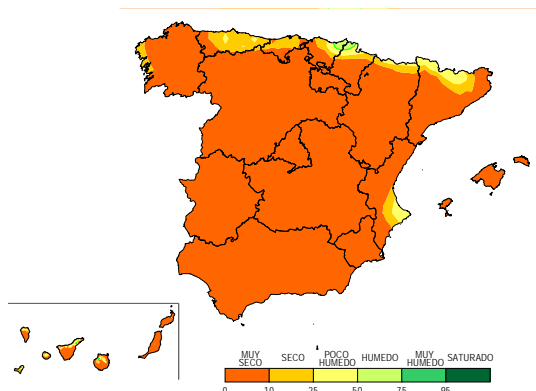 MUY SECO
SECO
POCO HUMEDO
HUMEDO
MUY HUMEDO
SATURADO
0 10 25 50 75 95